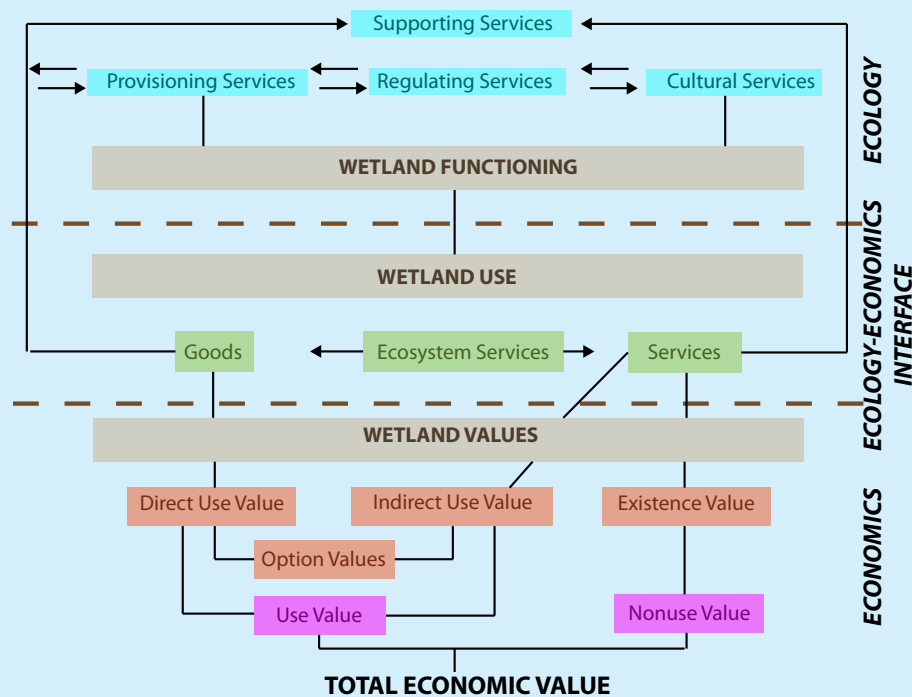 Supporting Services
Provisioning Services
Regulating Services
Cultural Services
WETLAND FUNCTIONING
ECOLOGY
WETLAND USE
Goods
Ecosystem Services
Services
ECOLOGY-ECONOMICS
INTERFACE
WETLAND VALUES
Direct Use Value
Indirect Use Value
Existence Value
Option Values
Use Value
Nonuse Value
ECONOMICS
TOTAL ECONOMIC VALUE